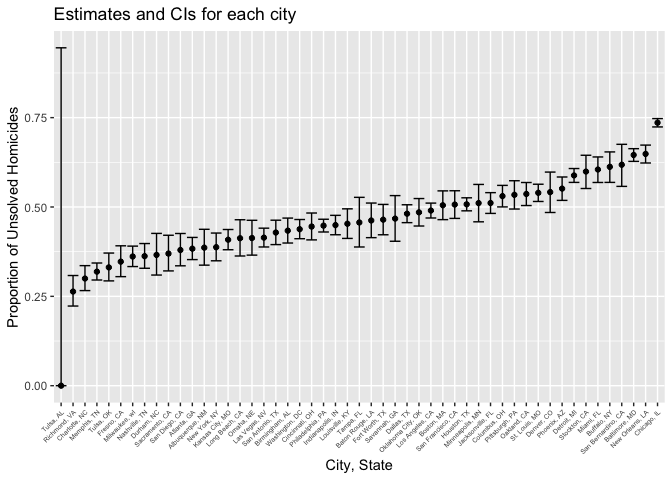 Estimates and CIs for each city
Proportion of Unsolved Homicides
0.75
0.50
0.25
0.00
Tulsa, AL
Richmond, VA
Charlotte, NC
Memphis, TN
Tulsa, OK
Fresno, CA
Milwaukee, wI
Nashville, TN
Durham, NC
Sacramento, CA
San Diego, CA
Atlanta, GA
Albuquerque, NM
New York, NY
Kansas City, MO
Long Beach, CA
Omaha, NE
Las Vegas, NV
San Antonio, TX
Birmingham, AL
Washington, DC
Cincinnati, OH
Philadelphia, PA
Indianapolis, IN
Louisville, KY
Tampa, FL
Baton Rouge, LA
Fort Worth, TX
Savannah, GA
Dallas, TX
Oklahoma City, OK
Los Angeles, CA
Boston, MA
San Francisco, CA
Houston, TX
Minneapolis, MN
Jacksonville, FL
Columbus, OH
Pittsburgh, PA
Oakland, CA
St. Louis, MO
Denver, CO
Phoenix, AZ
Detroit, MI
Stockton, CA
Miami, FL
Buffalo, NY
San Bernardino, CA
Baltimore, MD
New Orleans, LA
Chicago, IL
City, State